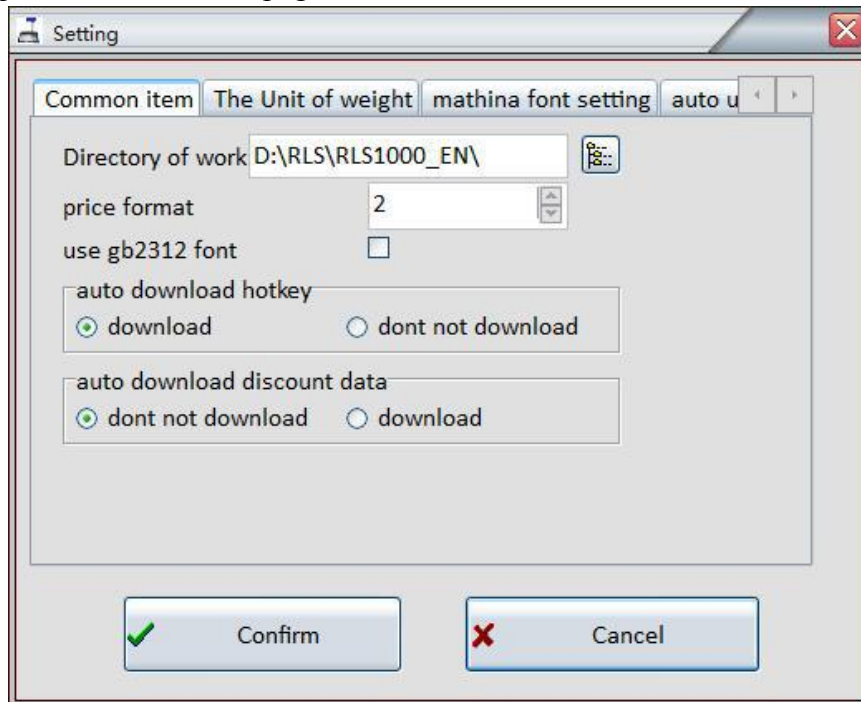 Setting
Common item The Unit of weight mathina font setting auto u
Directory of work D:\RLS\RLS1000_EN\
price format 2
use gb2312 font
auto download hotkey
download dont not download
auto download discount data
dont not download download
Confirm Cancel